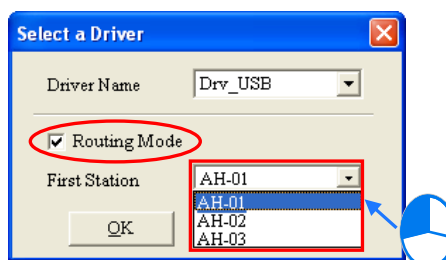 Select a Driver
Driver Name Drv_USB
Routing Mode
First Station AH-01
AH-01
AH-02
OK
AH-03